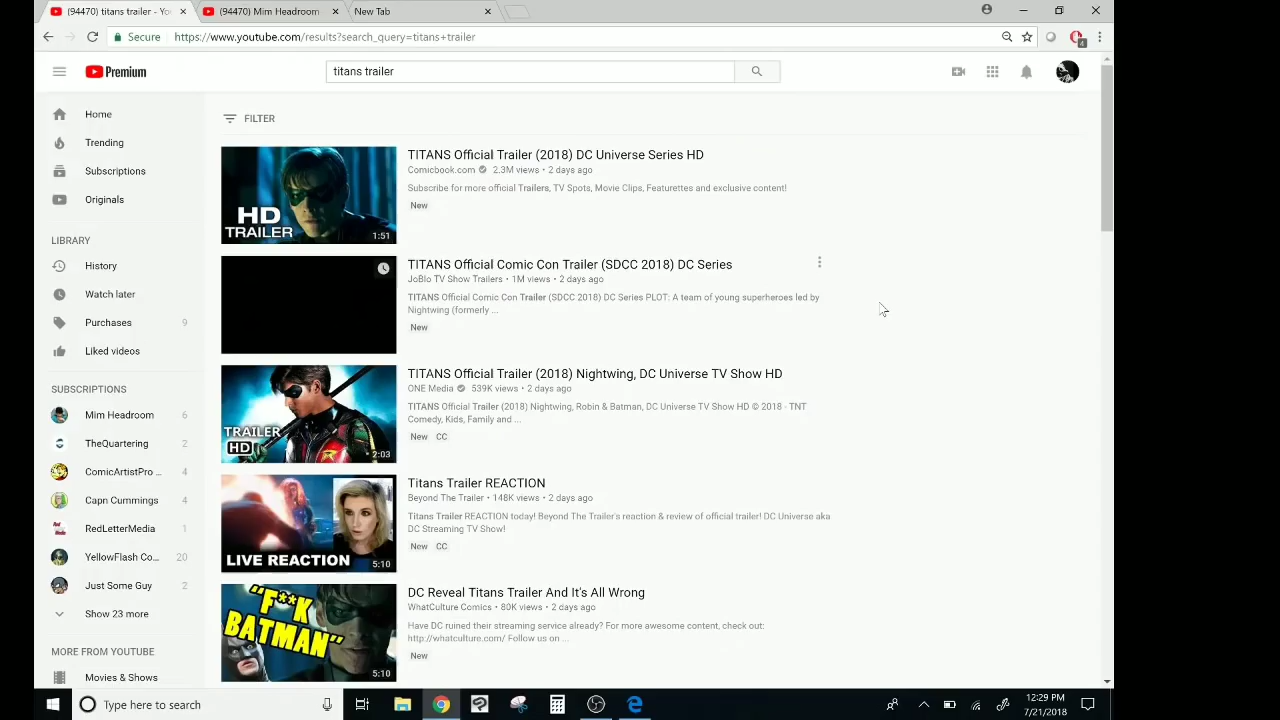 (94470) titans trailer - Yo
(94470) Mim Headroom
New Tab
Secure
https://www.youtube.com/results?search_query=titans+trailer
4
Premium
titans trailer
Home
Trending
Subscriptions
Originals
LIBRARY
History
Watch later
Purchases 9
Liked videos
SUBSCRIPTIONS
Mim Headroom 6
TheQuartering 2
ComicArtistPro ... 4
Capn Cummings 4
RedLetterMedia 1
YellowFlash Co... 20
Just Some Guy 2
Show 23 more
MORE FROM YOUTUBE
Movies & Shows
FILTER
HD
TRAILER
1:51
TITANS Official Trailer (2018) DC Universe Series HD
Comicbook.com 2.3M views • 2 days ago
Subscribe for more official Trailers, TV Spots, Movie Clips, Featurettes and exclusive content!
New
TITANS Official Comic Con Trailer (SDCC 2018) DC Series
JoBlo TV Show Trailers • 1M views • 2 days ago
TITANS Official Comic Con Trailer (SDCC 2018) DC Series PLOT: A team of young superheroes led by
Nightwing (formerly ...
New
TRAILER
HD
2:03
TITANS Official Trailer (2018) Nightwing, DC Universe TV Show HD
ONE Media 539K views • 2 days ago
TITANS Official Trailer (2018) Nightwing, Robin & Batman, DC Universe TV Show HD © 2018 - TNT
Comedy, Kids, Family and ...
New CC
LIVE REACTION
5:10
Titans Trailer REACTION
Beyond The Trailer • 148K views • 2 days ago
Titans Trailer REACTION today! Beyond The Trailer's reaction & review of official trailer! DC Universe aka
DC Streaming TV Show!
New CC
"F**K
BATMAN"
5:10
DC Reveal Titans Trailer And It's All Wrong
WhatCulture Comics • 80K views • 2 days ago
Have DC ruined their streaming service already? For more awesome content, check out:
http://whatculture.com/ Follow us on ...
New
Type here to search
12:29 PM
7/21/2018